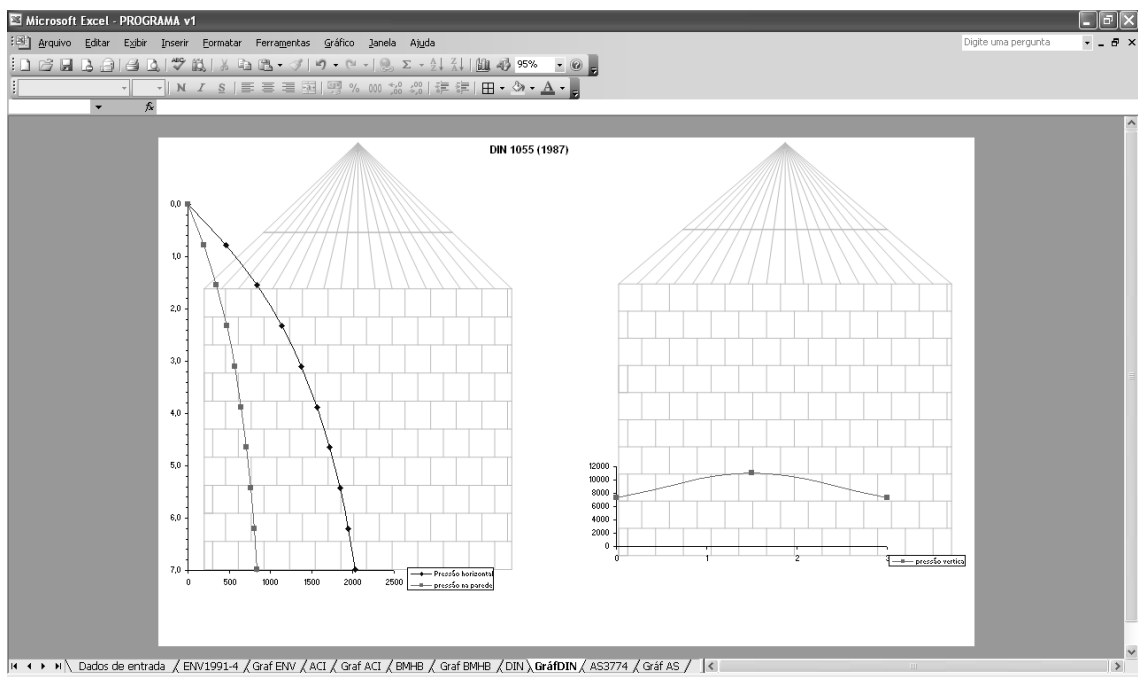 Microsoft Excel - PROGRAMA v1
Arquivo Editar Exibir Inserir Formatar Ferramentas Gráfico Janela Ajuda
Digite uma pergunta
95%
N I S % 000
fx
DIN 1055 (1987)
0,0
1,0
2,0
3,0
4,0
5,0
6,0
7,0
0 500 1000 1500 2000 2500
Pressão horizontal
pressão na parede
12000
10000
8000
6000
4000
2000
0
0 1 2 3
pressão vertical
Dados de entrada / ENV1991-4 / Graf ENV / ACI / Graf ACI / BMHB / Graf BMHB / DIN \ GráfDIN / AS3774 / Gráf AS /